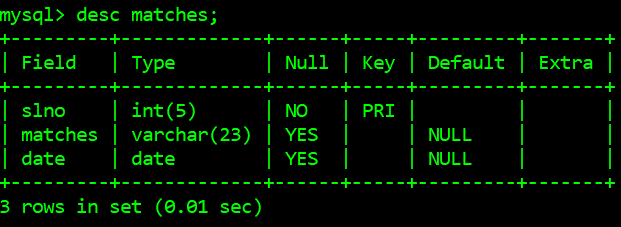 mysql> desc matches;
+---------+-------------+------+-----+---------+-------+
| Field   | Type        | Null | Key | Default | Extra |
+---------+-------------+------+-----+---------+-------+
| slno    | int(5)      | NO   | PRI |         |       |
| matches | varchar(23) | YES  |     | NULL    |       |
| date    | date        | YES  |     | NULL    |       |
+---------+-------------+------+-----+---------+-------+
3 rows in set (0.01 sec)